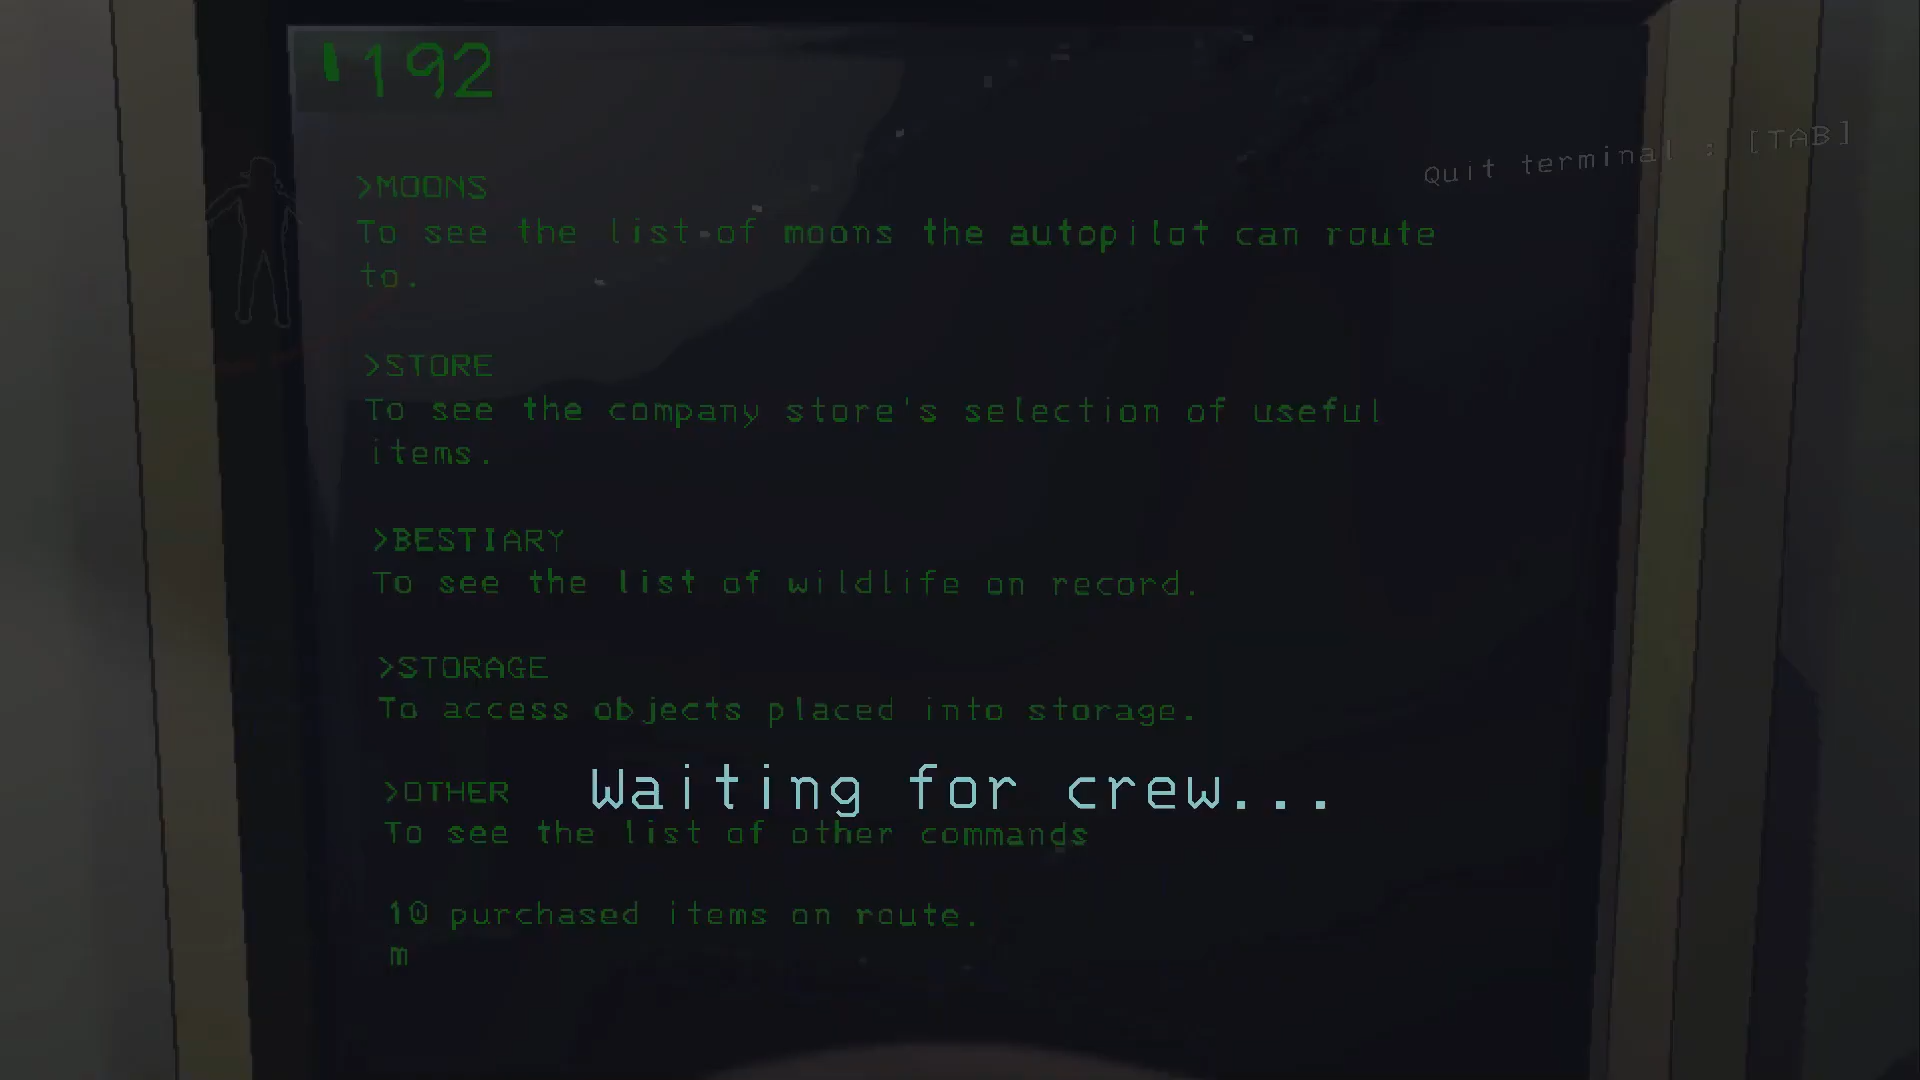 192
Quit terminal : [TAB]
>MOONS
To see the list of moons the autopilot can route
to.
>STORE
To see the company store's selection of useful
items.
>BESTIARY
To see the list of wildlife on record.
>STORAGE
To access objects placed into storage.
>OTHER
Waiting for crew...
To see the list of other commands
10 purchased items on route.
m